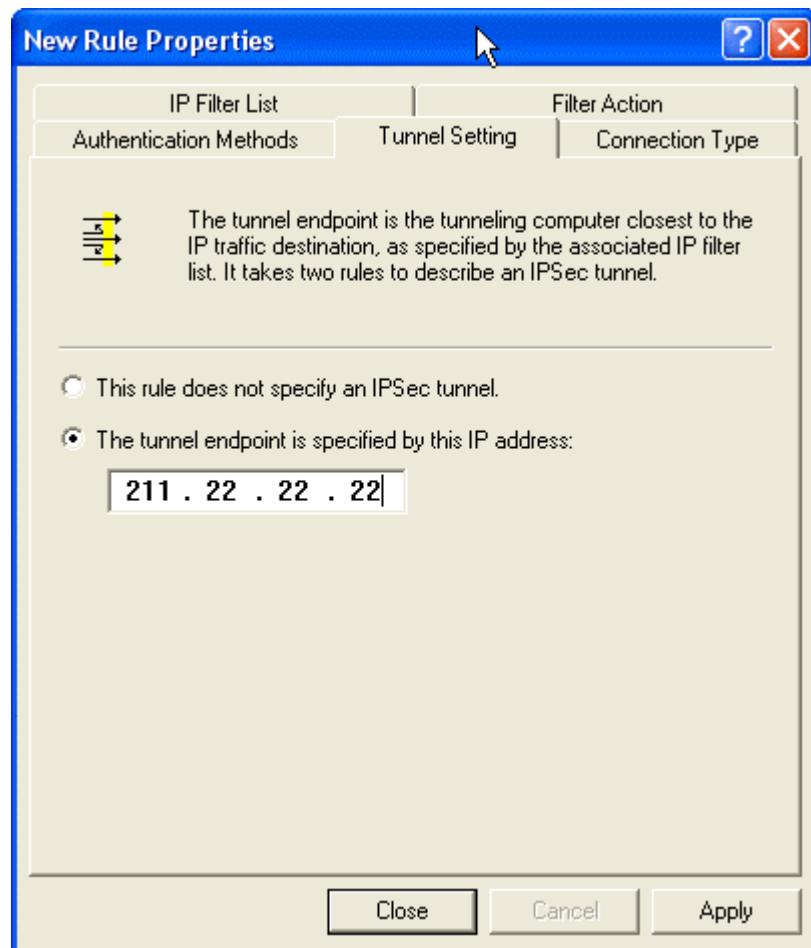 New Rule Properties
IP Filter List
Filter Action
Authentication Methods
Tunnel Setting
Connection Type
The tunnel endpoint is the tunneling computer closest to the
IP traffic destination, as specified by the associated IP filter
list. It takes two rules to describe an IPSec tunnel.
This rule does not specify an IPSec tunnel.
The tunnel endpoint is specified by this IP address:
211 . 22 . 22 . 22
Close
Cancel
Apply